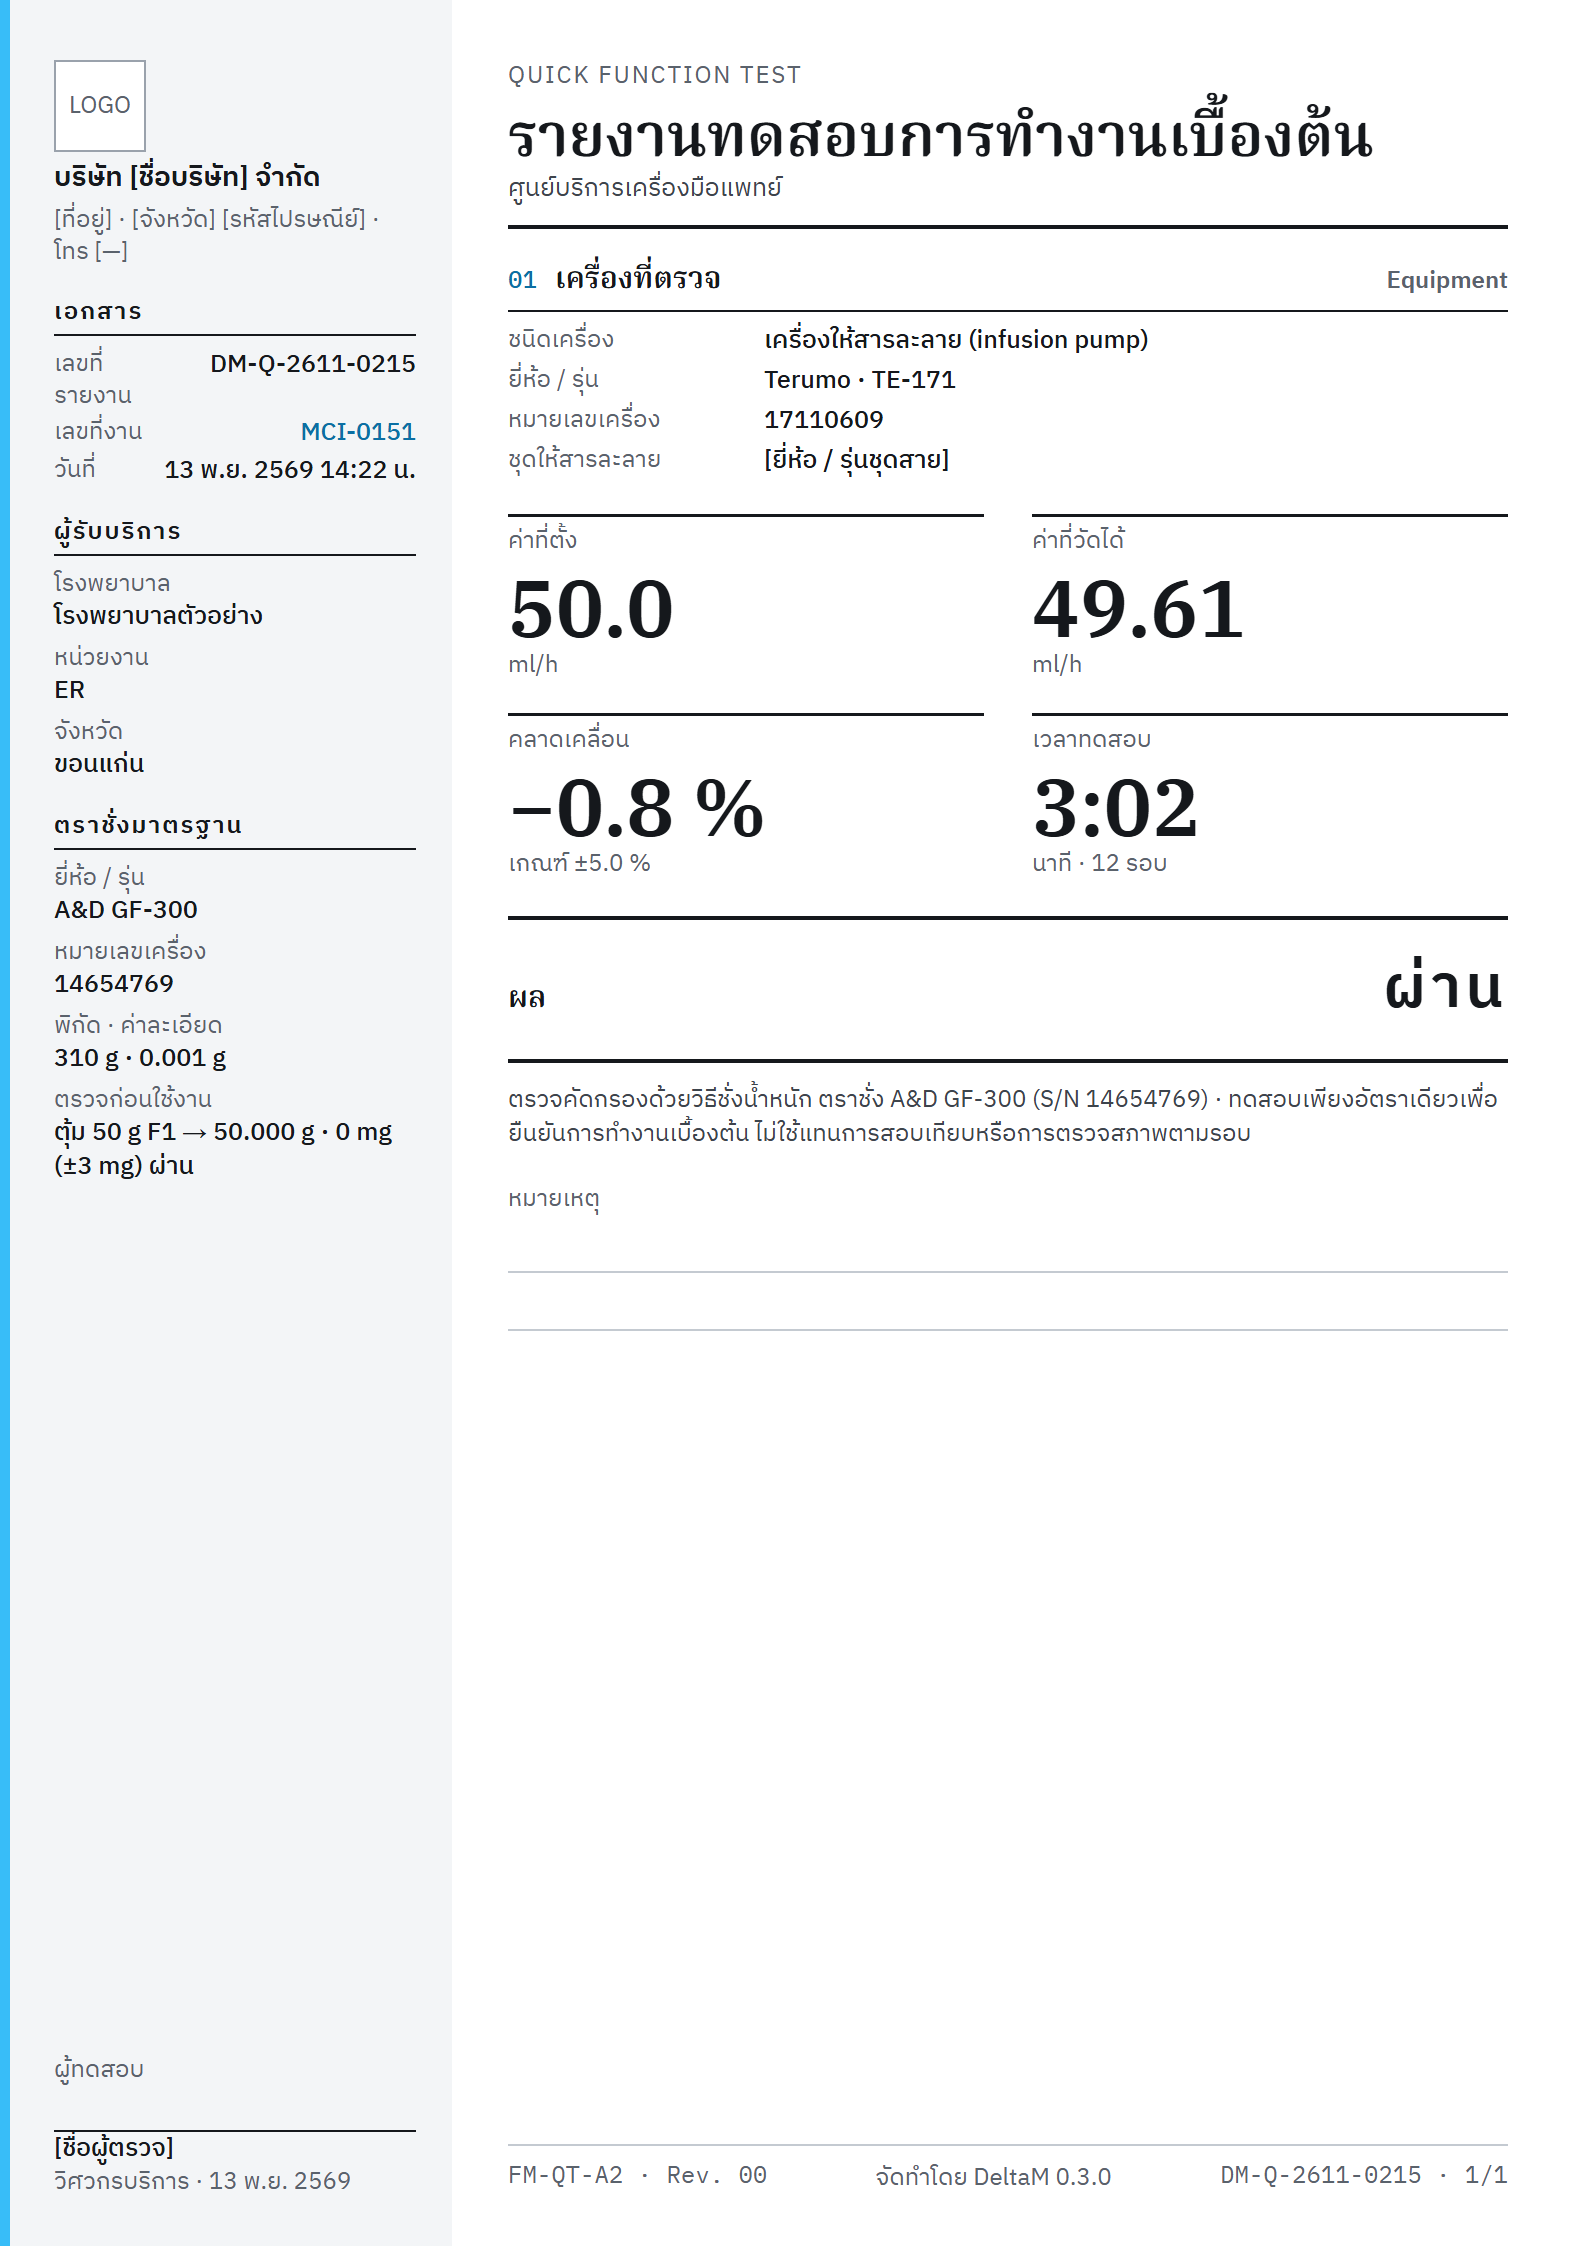 LOGO
บริษัท [ชื่อบริษัท] จำกัด
[ที่อยู่] · [จังหวัด] [รหัสไปรษณีย์] ·
โทร [—]
เอกสาร
เลขที่รายงาน DM-Q-2611-0215
เลขที่งาน MCI-0151
วันที่ 13 พ.ย. 2569 14:22 น.
ผู้รับบริการ
โรงพยาบาล
โรงพยาบาลตัวอย่าง
หน่วยงาน
ER
จังหวัด
ขอนแก่น
ตราชั่งมาตรฐาน
ยี่ห้อ / รุ่น
A&D GF-300
หมายเลขเครื่อง
14654769
พิกัด · ค่าละเอียด
310 g · 0.001 g
ตรวจก่อนใช้งาน
ตุ้ม 50 g F1 → 50.000 g · 0 mg
(±3 mg) ผ่าน
ผู้ทดสอบ
[ชื่อผู้ตรวจ]
วิศวกรบริการ · 13 พ.ย. 2569
QUICK FUNCTION TEST
รายงานทดสอบการทำงานเบื้องต้น
ศูนย์บริการเครื่องมือแพทย์
01 เครื่องที่ตรวจ Equipment
ชนิดเครื่อง เครื่องให้สารละลาย (infusion pump)
ยี่ห้อ / รุ่น Terumo · TE-171
หมายเลขเครื่อง 17110609
ชุดให้สารละลาย [ยี่ห้อ / รุ่นชุดสาย]
ค่าที่ตั้ง
50.0
ml/h
ค่าที่วัดได้
49.61
ml/h
คลาดเคลื่อน
−0.8 %
เกณฑ์ ±5.0 %
เวลาทดสอบ
3:02
นาที · 12 รอบ
ผล ผ่าน
ตรวจคัดกรองด้วยวิธีชั่งน้ำหนัก ตราชั่ง A&D GF-300 (S/N 14654769) · ทดสอบเพียงอัตราเดียวเพื่อ
ยืนยันการทำงานเบื้องต้น ไม่ใช้แทนการสอบเทียบหรือการตรวจสภาพตามรอบ
หมายเหตุ
FM-QT-A2 · Rev. 00 จัดทำโดย DeltaM 0.3.0 DM-Q-2611-0215 · 1/1